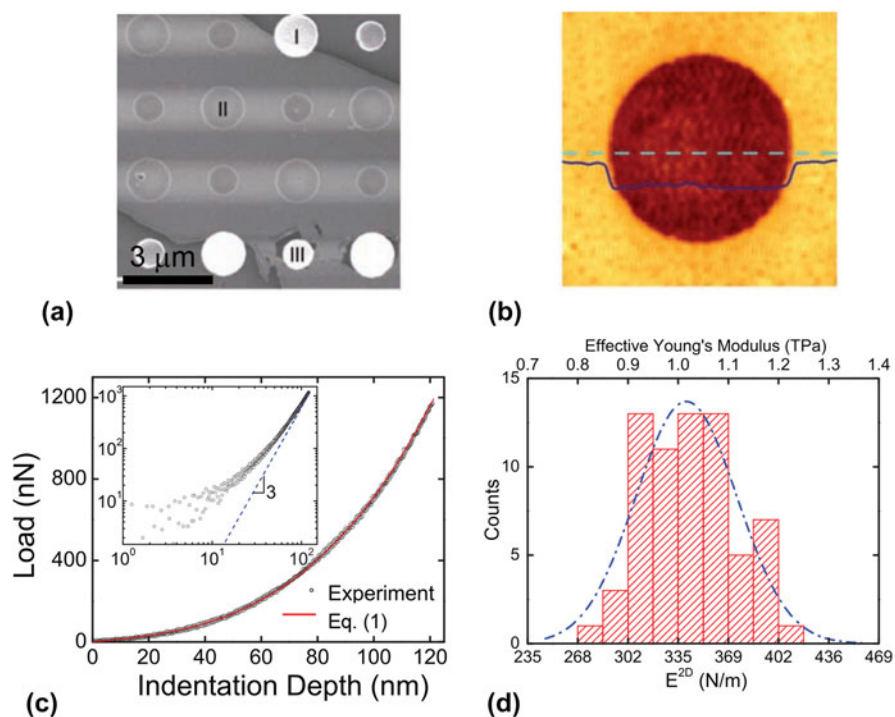 I
II
III
3 μm
(a)
(b)
1200
800
400
0
Load (nN)
10³
10²
10¹
10⁰ 10¹ 10²
3
Experiment
Eq. (1)
0 20 40 60 80 100 120
Indentation Depth (nm)
(c)
Effective Young's Modulus (TPa)
0.7 0.8 0.9 1.0 1.1 1.2 1.3 1.4
15
10
5
0
Counts
235 268 302 335 369 402 436 469
E²ᴰ (N/m)
(d)